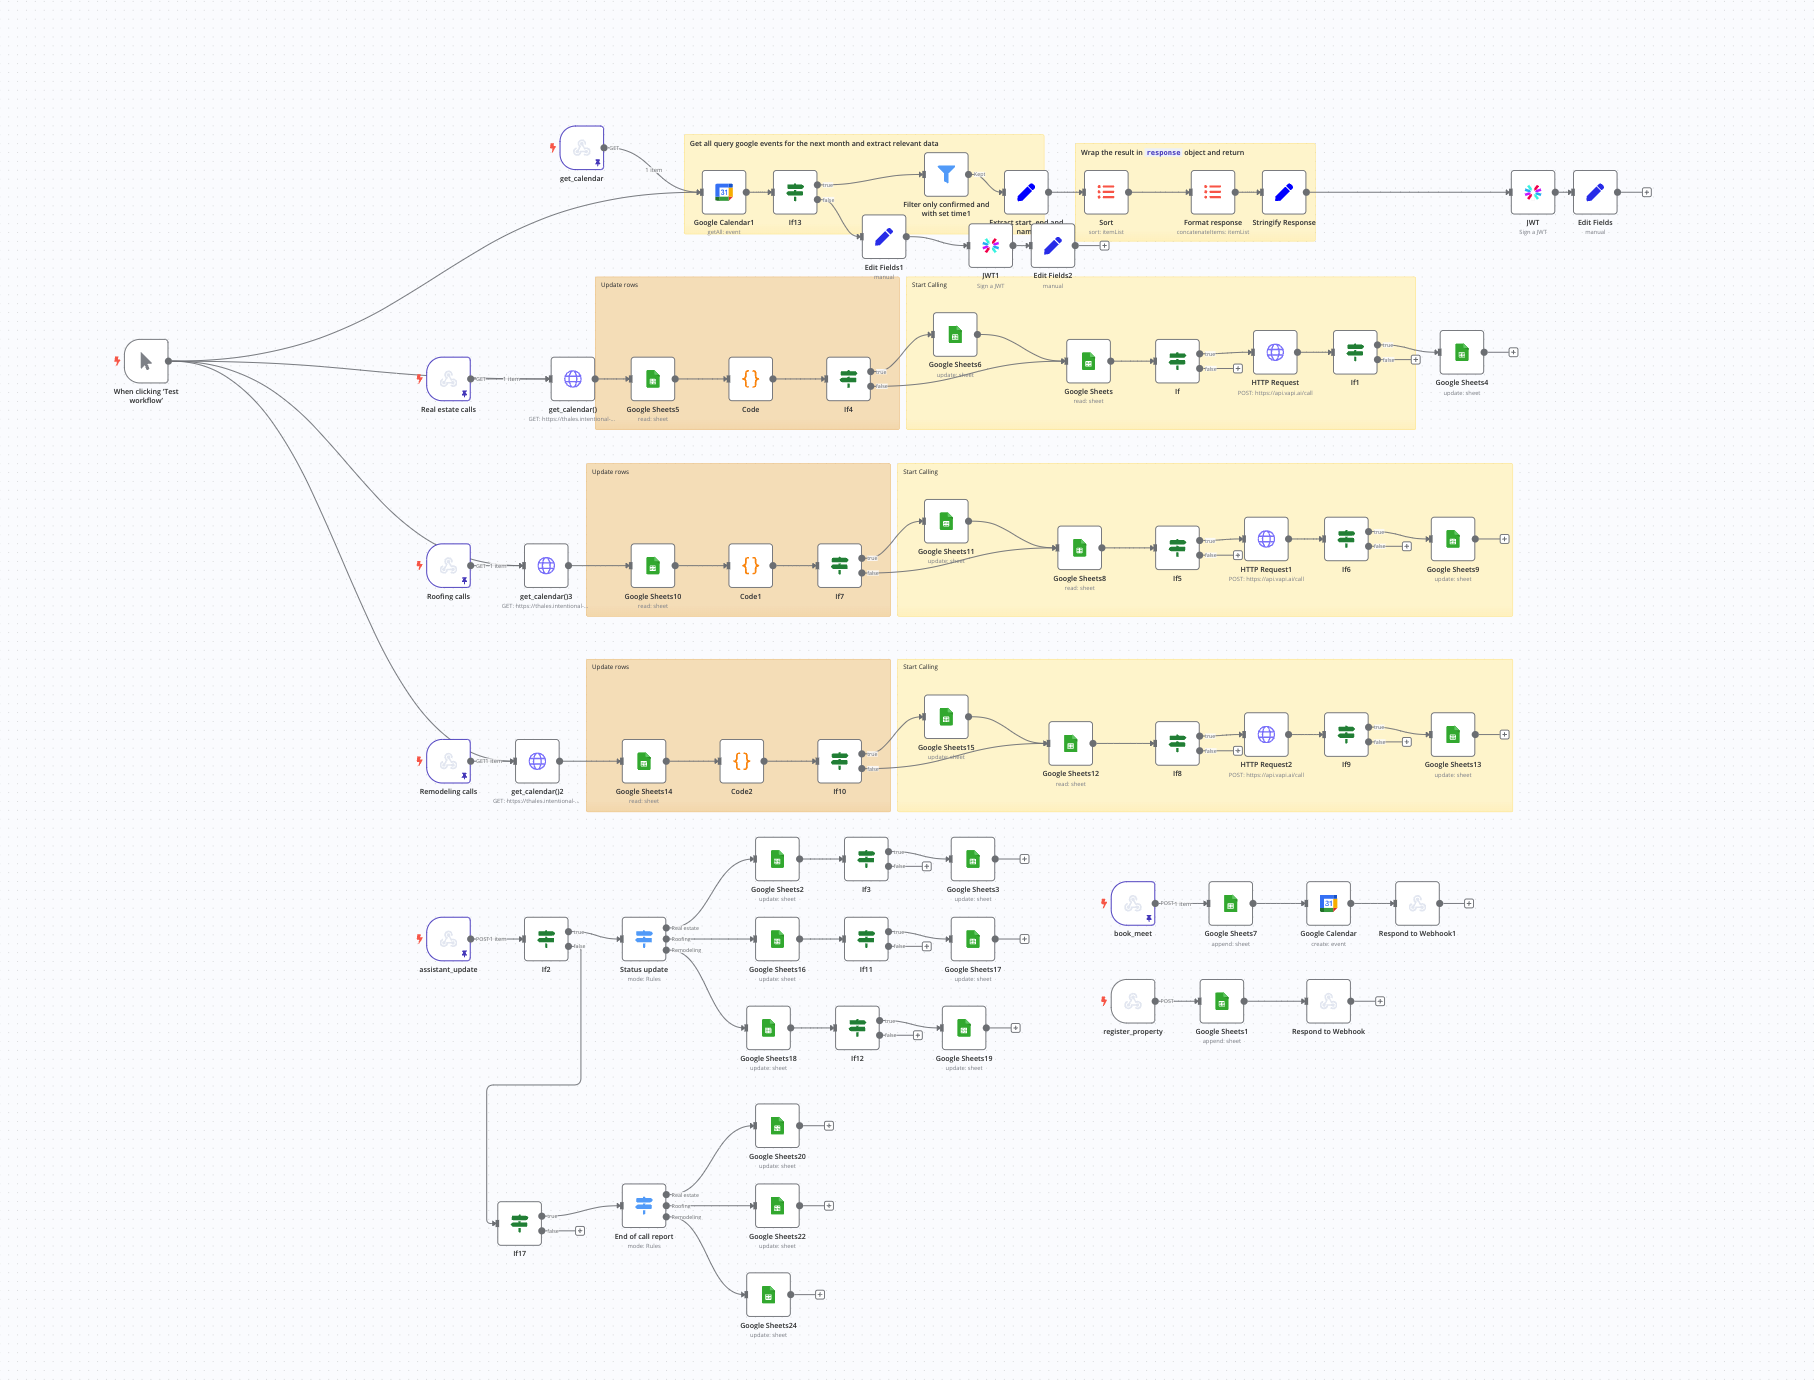 Get all query google events for the next month and extract relevant data
Wrap the result in response object and return
GET
1 item
get_calendar
Google Calendar1
getAll: event
true
false
If13
Kept
Filter only confirmed and
with set time1
Extract start, end and
nam
Sort
sort: itemList
Format response
concatenateItems: itemList
Stringify Response
JWT
Sign a JWT
Edit Fields
manual
Edit Fields1
manual
JWT1
Sign a JWT
Edit Fields2
manual
When clicking 'Test
workflow'
Update rows
Start Calling
GET
1 item
Real estate calls
get_calendar()
GET: https://thales.intentional-...
Google Sheets5
read: sheet
Code
true
false
If4
Google Sheets6
update: sheet
Google Sheets
read: sheet
true
false
If
HTTP Request
POST: https://api.vapi.ai/call
true
false
If1
Google Sheets4
update: sheet
Update rows
Start Calling
GET
1 item
Roofing calls
get_calendar()3
GET: https://thales.intentional-...
Google Sheets10
read: sheet
Code1
true
false
If7
Google Sheets11
update: sheet
Google Sheets8
read: sheet
true
false
If5
HTTP Request1
POST: https://api.vapi.ai/call
true
false
If6
Google Sheets9
update: sheet
Update rows
Start Calling
GET
1 item
Remodeling calls
get_calendar()2
GET: https://thales.intentional-...
Google Sheets14
read: sheet
Code2
true
false
If10
Google Sheets15
update: sheet
Google Sheets12
read: sheet
true
false
If8
HTTP Request2
POST: https://api.vapi.ai/call
true
false
If9
Google Sheets13
update: sheet
Google Sheets2
update: sheet
true
false
If3
Google Sheets3
update: sheet
POST
1 item
assistant_update
true
false
If2
Real estate
Roofing
Remodeling
Status update
mode: Rules
Google Sheets16
update: sheet
true
false
If11
Google Sheets17
update: sheet
Google Sheets18
update: sheet
true
false
If12
Google Sheets19
update: sheet
POST
1 item
book_meet
Google Sheets7
append: sheet
Google Calendar
create: event
Respond to Webhook1
POST
register_property
Google Sheets1
append: sheet
Respond to Webhook
Google Sheets20
update: sheet
true
false
If17
Real estate
Roofing
Remodeling
End of call report
mode: Rules
Google Sheets22
update: sheet
Google Sheets24
update: sheet